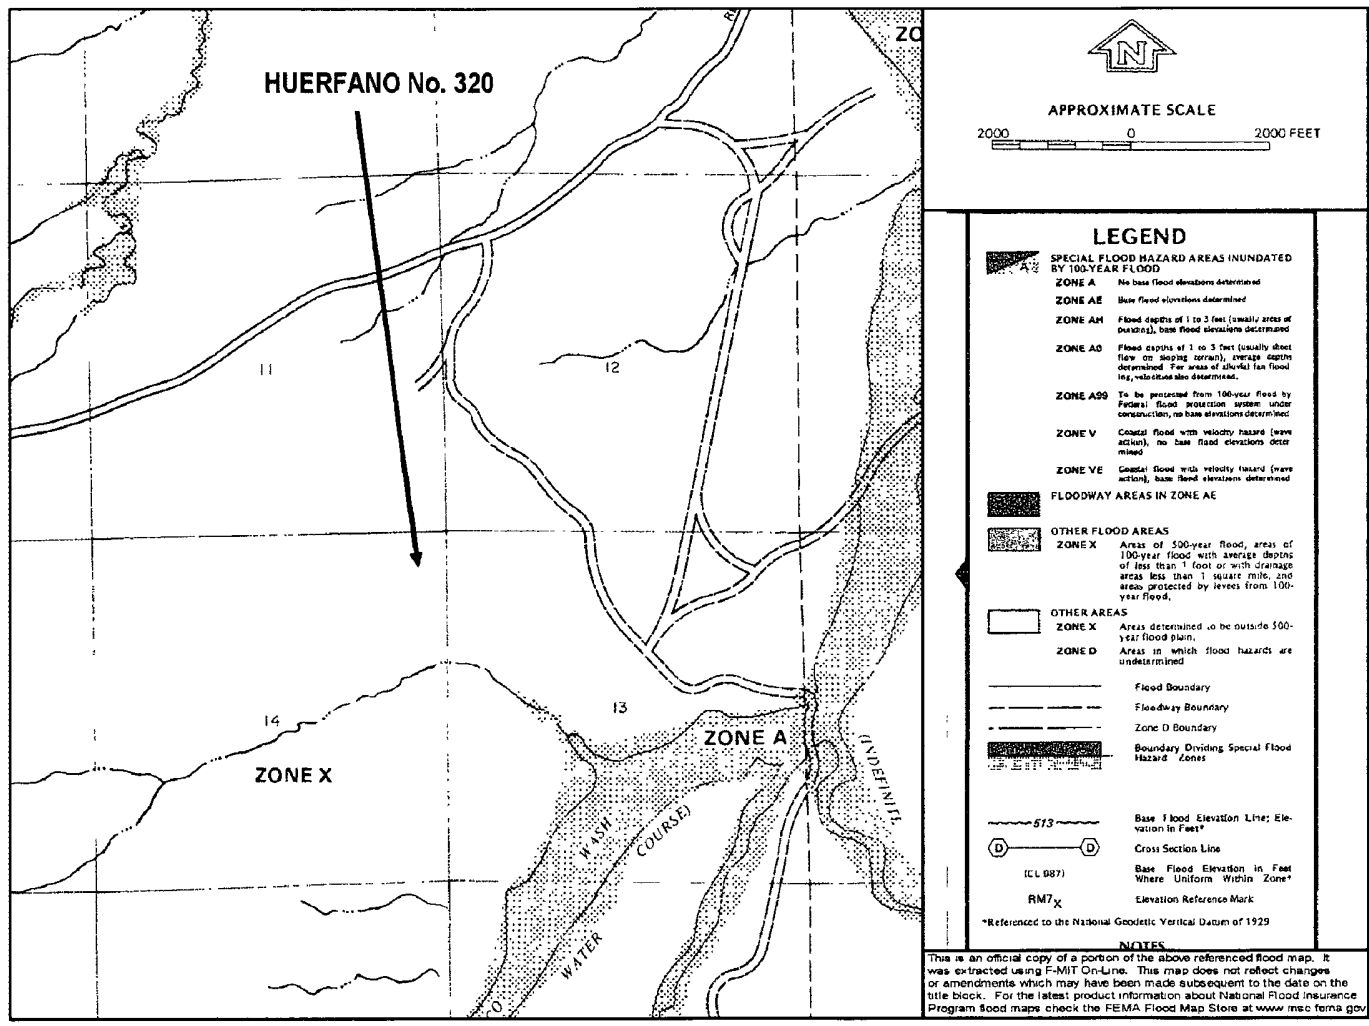 HUERFANO No. 320
ZO
11
12
14
13
ZONE X
ZONE A
(INDEFINITE
WASH
COURSE)
WATER
CO
N
APPROXIMATE SCALE
2000 0 2000 FEET
LEGEND
SPECIAL FLOOD HAZARD AREAS INUNDATED
BY 100-YEAR FLOOD
ZONE A No base flood elevations determined
ZONE AE Base flood elevations determined
ZONE AH Flood depths of 1 to 3 feet (usually areas of
ponding), base flood elevations determined
ZONE AO Flood depths of 1 to 3 feet (usually sheet
flow on sloping terrain), average depths
determined For areas of alluvial fan flood
ing, velocities also determined.
ZONE A99 To be protected from 100-year flood by
Federal flood protection system under
construction, no base elevations determined
ZONE V Coastal flood with velocity hazard (wave
action), no base flood elevations deter
mined
ZONE VE Coastal flood with velocity hazard (wave
action), base flood elevations determined
FLOODWAY AREAS IN ZONE AE
OTHER FLOOD AREAS
ZONE X Areas of 500-year flood, areas of
100-year flood with average depths
of less than 1 foot or with drainage
areas less than 1 square mile, and
areas protected by levees from 100-
year flood.
OTHER AREAS
ZONE X Areas determined to be outside 500-
year flood plain.
ZONE D Areas in which flood hazards are
undetermined
Flood Boundary
Floodway Boundary
Zone D Boundary
Boundary Dividing Special Flood
Hazard Zones
513 Base Flood Elevation Line; Ele-
vation in Feet*
D D Cross Section Line
(EL 987) Base Flood Elevation in Feet
Where Uniform Within Zone*
RM7X Elevation Reference Mark
*Referenced to the National Geodetic Vertical Datum of 1929
NOTES
This is an official copy of a portion of the above referenced flood map. It
was extracted using F-MIT On-Line. This map does not reflect changes
or amendments which may have been made subsequent to the date on the
title block. For the latest product information about National Flood Insurance
Program flood maps check the FEMA Flood Map Store at www msc fema gov